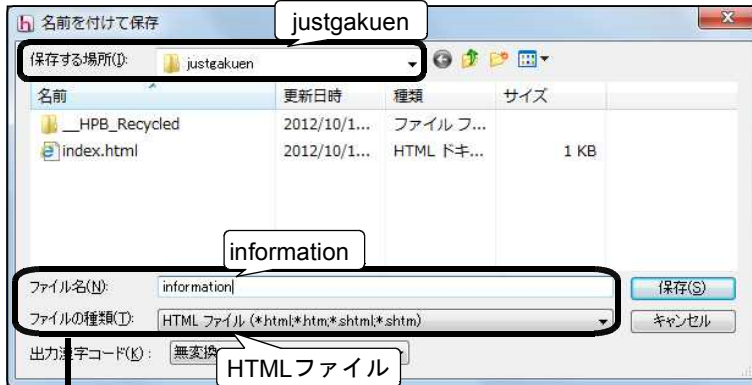 名前を付けて保存
justgakuen
保存する場所(I):
justgakuen
名前 更新日時 種類 サイズ
__HPB_Recycled 2012/10/1... ファイル フ...
index.html 2012/10/1... HTML ドキ... 1 KB
information
ファイル名(N): information 保存(S)
ファイルの種類(T): HTML ファイル (*.html;*.htm;*.shtml;*.shtm) キャンセル
出力漢字コード(K): 無変換
HTMLファイル